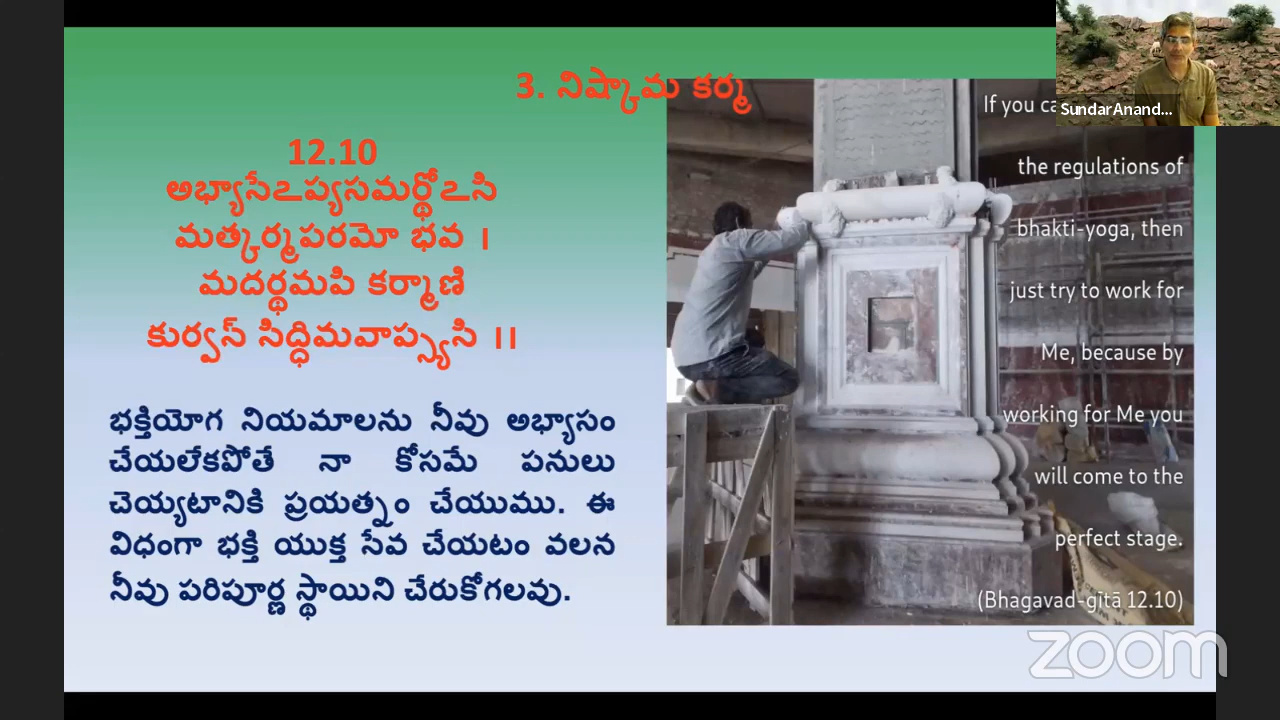 3. నిష్కామ కర్మ
12.10
అభ్యాసేఽప్యసమర్థోఽసి
మత్కర్మపరమో భవ ।
మదర్థమపి కర్మాణి
కుర్వన్ సిద్ధిమవాప్స్యసి ।।
భక్తియోగ నియమాలను నీవు అభ్యాసం
చేయలేకపోతే నా కోసమే పనులు
చెయ్యటానికి ప్రయత్నం చేయుము. ఈ
విధంగా భక్తి యుక్త సేవ చేయటం వలన
నీవు పరిపూర్ణ స్థాయిని చేరుకోగలవు.
If you
the regulations of
bhakti-yoga, then
just try to work for
Me, because by
working for Me you
will come to the
perfect stage.
(Bhagavad-gītā 12.10)
SundarAnand...
zoom